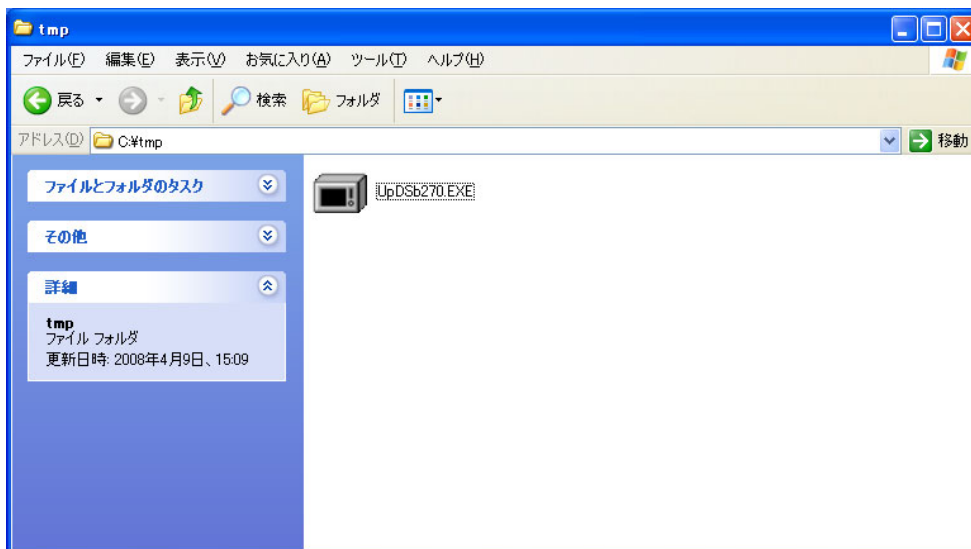 tmp
ファイル(F) 編集(E) 表示(V) お気に入り(A) ツール(T) ヘルプ(H)
戻る 検索 フォルダ
アドレス(D) C:¥tmp 移動
ファイルとフォルダのタスク
UpDSb270.EXE
その他
詳細
tmp
ファイル フォルダ
更新日時: 2008年4月9日、15:09